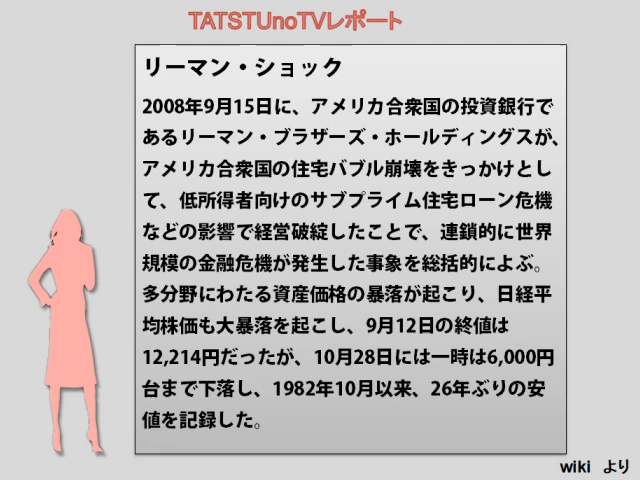 TATSTUnoTVレポート
リーマン・ショック
2008年9月15日に、アメリカ合衆国の投資銀行で
あるリーマン・ブラザーズ・ホールディングスが、
アメリカ合衆国の住宅バブル崩壊をきっかけとし
て、低所得者向けのサブプライム住宅ローン危機
などの影響で経営破綻したことで、連鎖的に世界
規模の金融危機が発生した事象を総括的によぶ。
多分野にわたる資産価格の暴落が起こり、日経平
均株価も大暴落を起こし、9月12日の終値は
12,214円だったが、10月28日には一時は6,000円
台まで下落し、1982年10月以来、26年ぶりの安
値を記録した。
wiki より